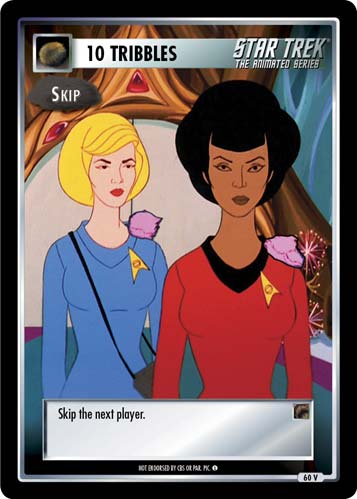 10 TRIBBLES
STAR TREK
THE ANIMATED SERIES
SKIP
Skip the next player.
NOT ENDORSED BY CBS OR PAR. PIC.
60 V